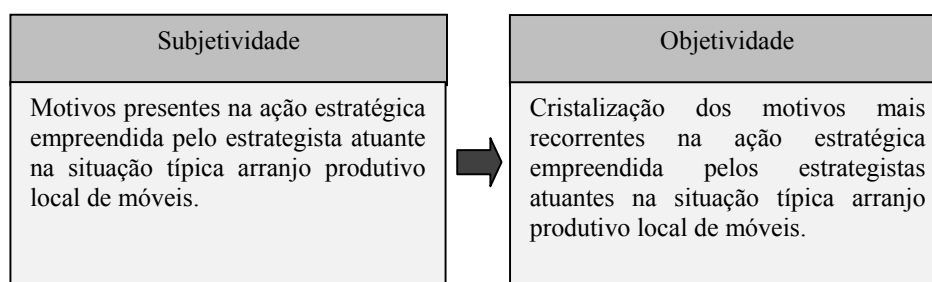 Subjetividade
Motivos presentes na ação estratégica
empreendida pelo estrategista atuante
na situação típica arranjo produtivo
local de móveis.
Objetividade
Cristalização dos motivos mais
recorrentes na ação estratégica
empreendida pelos estrategistas
atuantes na situação típica arranjo
produtivo local de móveis.